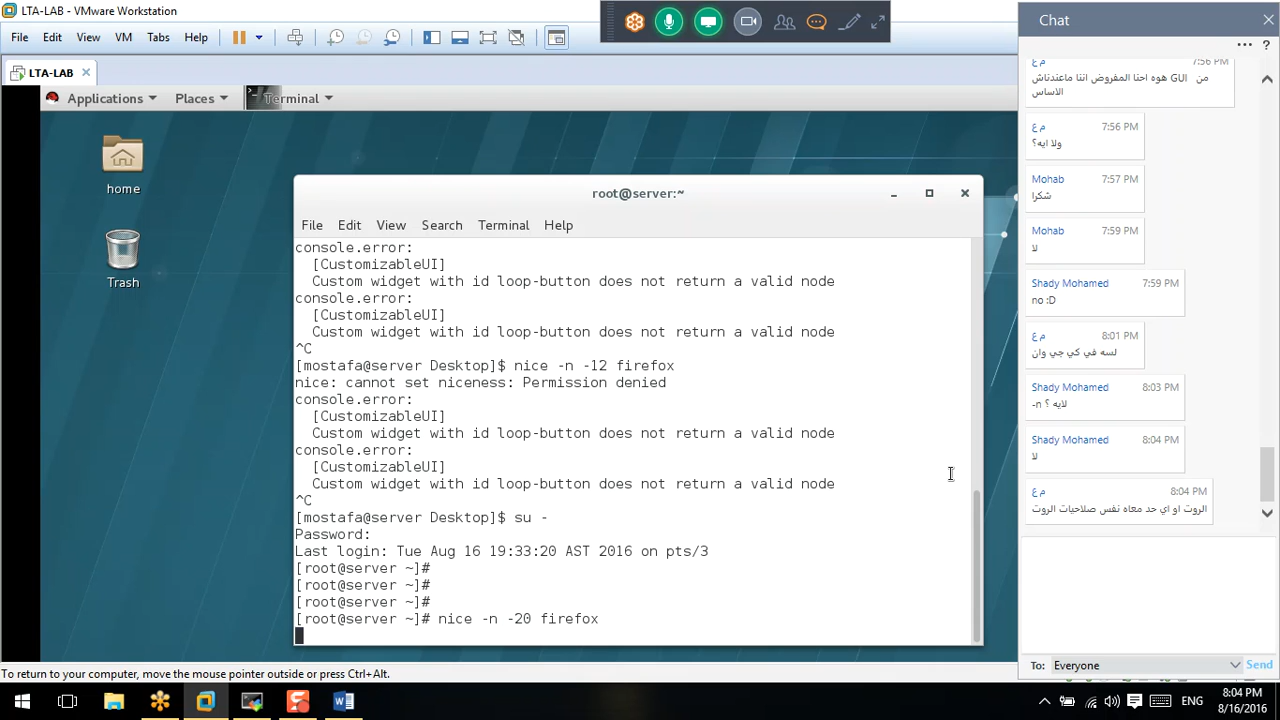 LTA-LAB - VMware Workstation
File Edit View VM Tabs Help
LTA-LAB
Applications Places Terminal
home
Trash
root@server:~
File Edit View Search Terminal Help
console.error:
[CustomizableUI]
Custom widget with id loop-button does not return a valid node
console.error:
[CustomizableUI]
Custom widget with id loop-button does not return a valid node
^C
[mostafa@server Desktop]$ nice -n -12 firefox
nice: cannot set niceness: Permission denied
console.error:
[CustomizableUI]
Custom widget with id loop-button does not return a valid node
console.error:
[CustomizableUI]
Custom widget with id loop-button does not return a valid node
^C
[mostafa@server Desktop]$ su -
Password:
Last login: Tue Aug 16 19:33:20 AST 2016 on pts/3
[root@server ~]#
[root@server ~]#
[root@server ~]#
[root@server ~]# nice -n -20 firefox
To return to your computer, move the mouse pointer outside or press Ctrl+Alt.
Chat
م ع 7:56 PM
هوه احنا المفروض اننا ماعندناش GUI من
الاساس
م ع 7:56 PM
ولا ايه؟
Mohab 7:57 PM
شكرا
Mohab 7:59 PM
لا
Shady Mohamed 7:59 PM
no :D
م ع 8:01 PM
لسه في كي جي وان
Shady Mohamed 8:03 PM
-n لايه ؟
Shady Mohamed 8:04 PM
لا
م ع 8:04 PM
الروت او اي حد معاه نفس صلاحيات الروت
To: Everyone Send
ENG
8:04 PM
8/16/2016